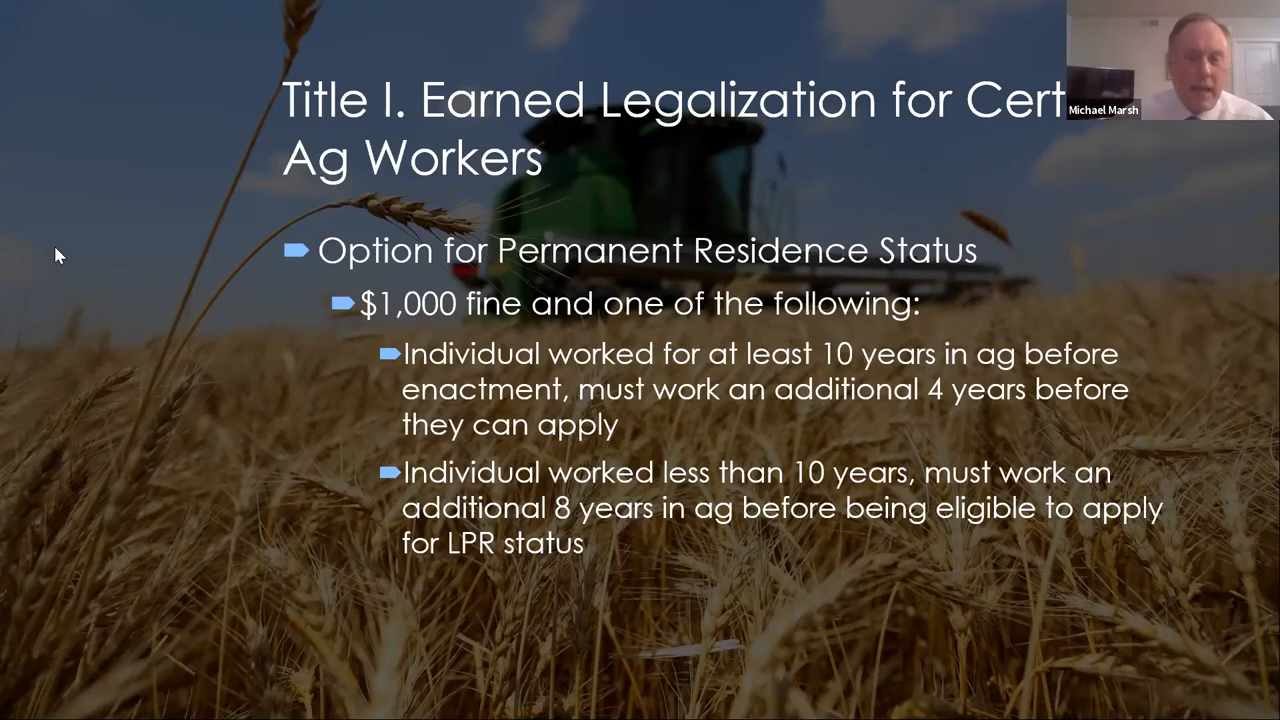 Title I. Earned Legalization for Cert
Ag Workers
Michael Marsh
Option for Permanent Residence Status
$1,000 fine and one of the following:
Individual worked for at least 10 years in ag before
enactment, must work an additional 4 years before
they can apply
Individual worked less than 10 years, must work an
additional 8 years in ag before being eligible to apply
for LPR status